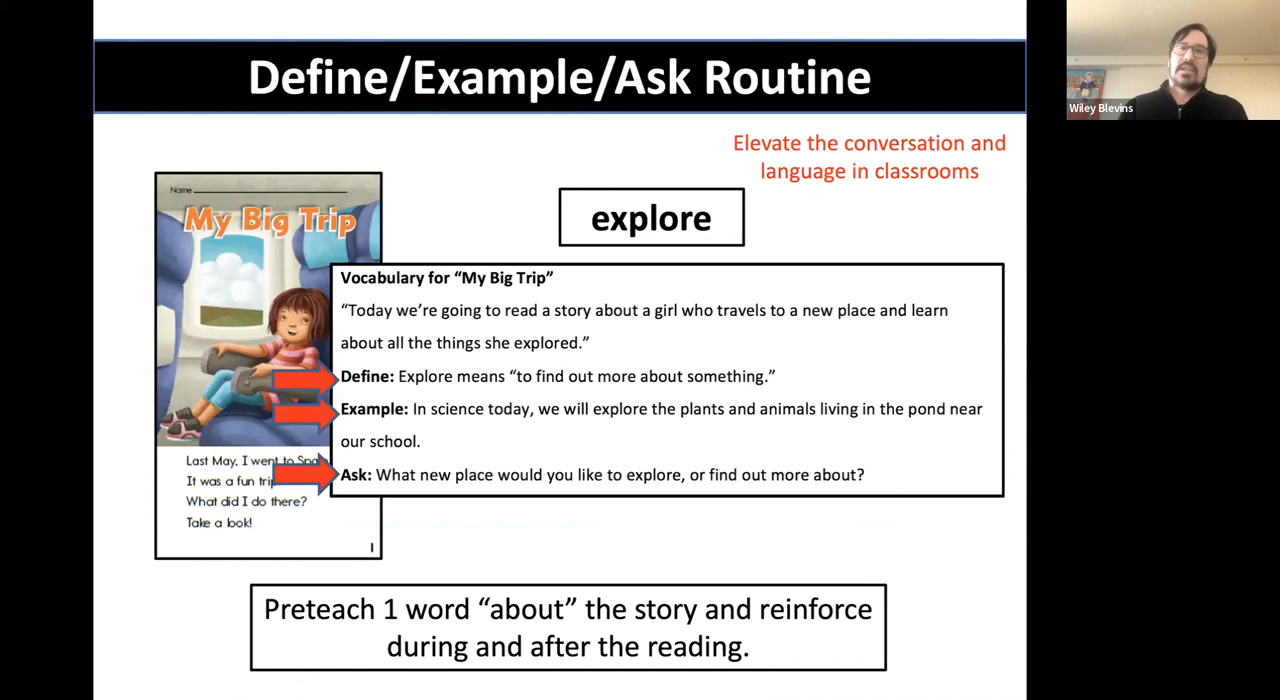 Define/Example/Ask Routine
Wiley Blevins
Elevate the conversation and
language in classrooms
Name
My Big Trip
explore
Vocabulary for “My Big Trip”
“Today we’re going to read a story about a girl who travels to a new place and learn
about all the things she explored.”
Define: Explore means “to find out more about something.”
Example: In science today, we will explore the plants and animals living in the pond near
our school.
Ask: What new place would you like to explore, or find out more about?
Last May, I went to
It was a fun
What did I do there?
Take a look!
1
Preteach 1 word “about” the story and reinforce
during and after the reading.